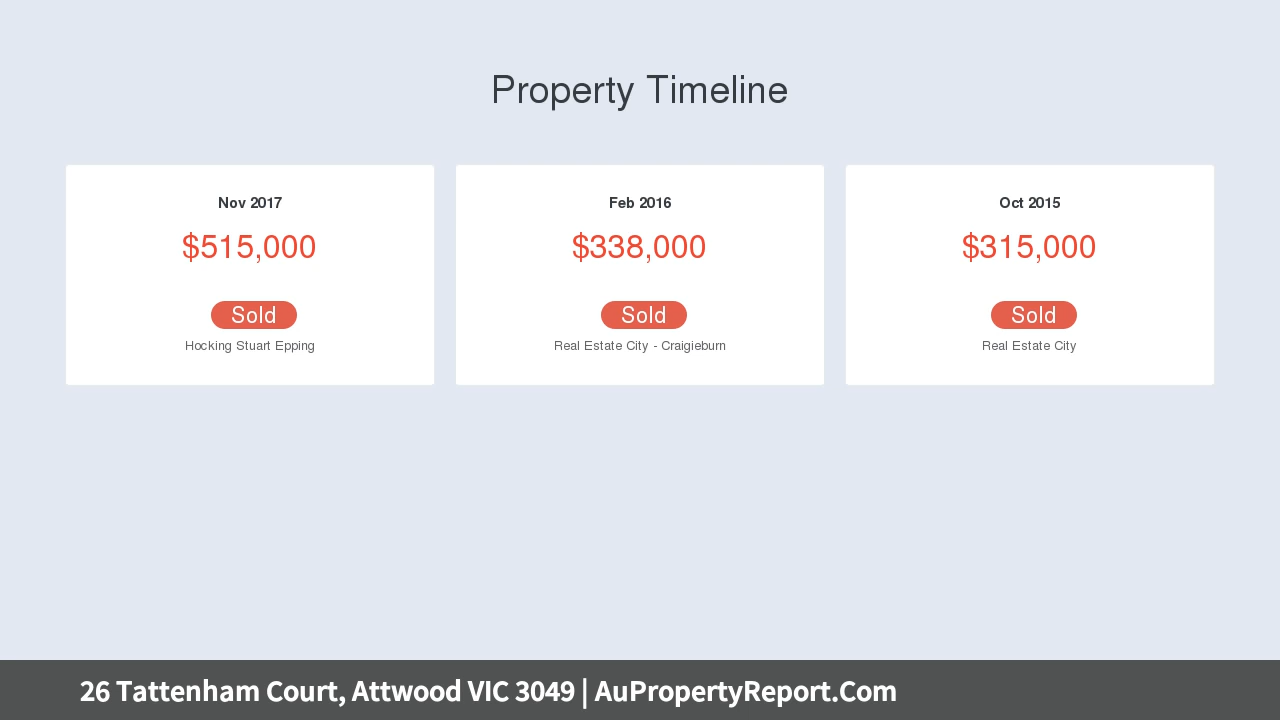 Property Timeline
Nov 2017
$515,000
Sold
Hocking Stuart Epping
Feb 2016
$338,000
Sold
Real Estate City - Craigieburn
Oct 2015
$315,000
Sold
Real Estate City
26 Tattenham Court, Attwood VIC 3049 | AuPropertyReport.Com